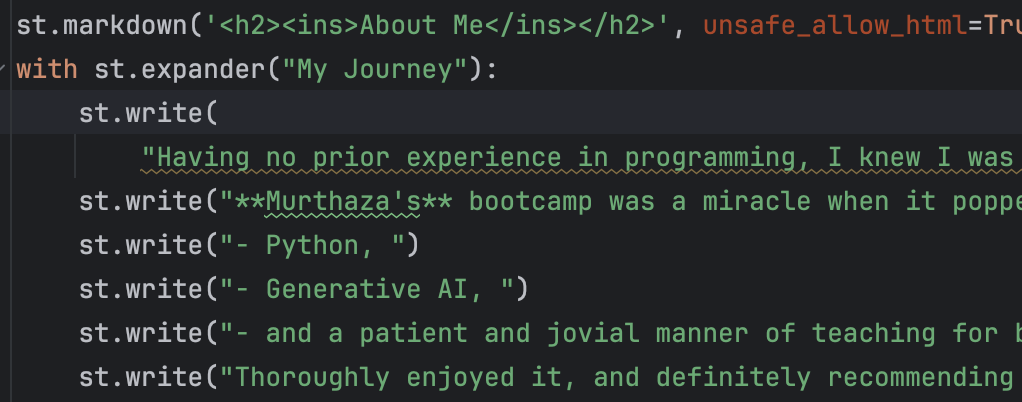 st.markdown('<h2><ins>About Me</ins></h2>', unsafe_allow_html=Tru
with st.expander("My Journey"):
st.write(
"Having no prior experience in programming, I knew I was
st.write("**Murthaza's** bootcamp was a miracle when it poppe
st.write("- Python, ")
st.write("- Generative AI, ")
st.write("- and a patient and jovial manner of teaching for b
st.write("Thoroughly enjoyed it, and definitely recommending